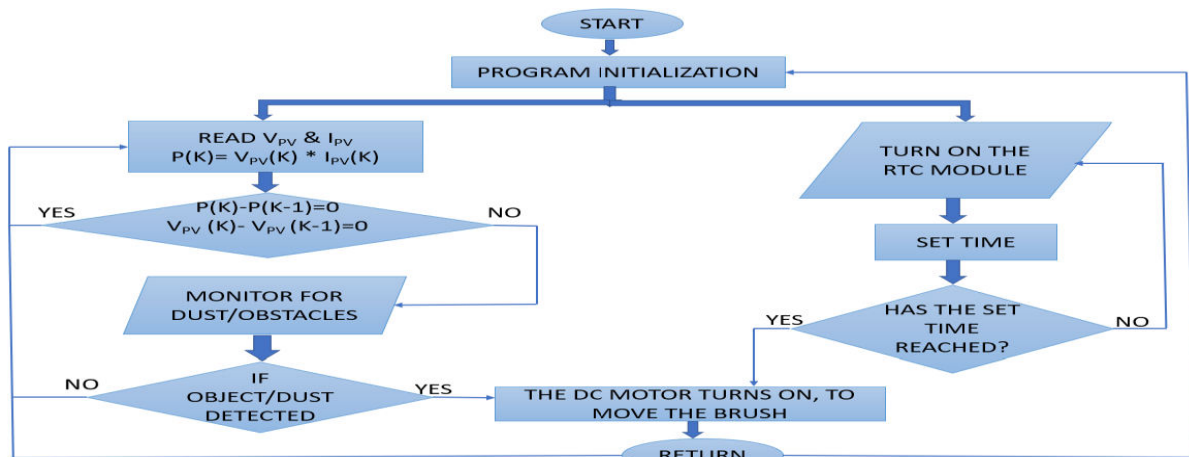 START
PROGRAM INITIALIZATION
READ VPV & IPV
P(K)= VPV(K) * IPV(K)
YES
P(K)-P(K-1)=0
VPV (K)- VPV (K-1)=0
NO
MONITOR FOR
DUST/OBSTACLES
NO
IF
OBJECT/DUST
DETECTED
YES
TURN ON THE
RTC MODULE
SET TIME
YES
HAS THE SET
TIME
REACHED?
NO
THE DC MOTOR TURNS ON, TO
MOVE THE BRUSH
RETURN